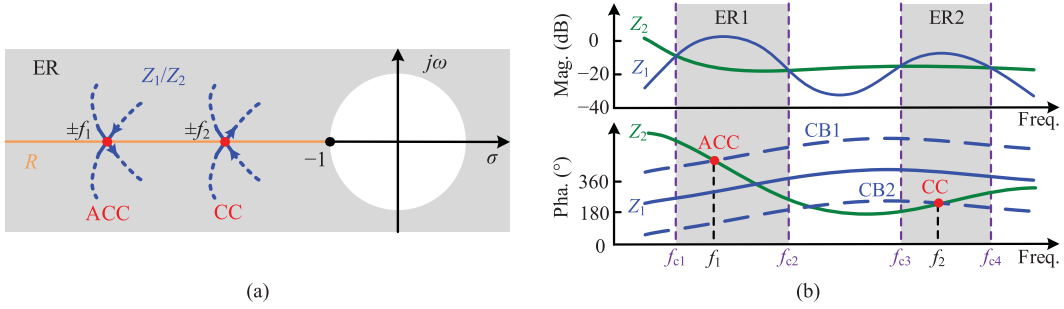 ER
Z1/Z2
jω
±f1
±f2
R
−1
σ
ACC
CC
(a)
ER1
ER2
Mag. (dB)
0
−20
−40
Z2
Z1
Freq.
Pha. (°)
360
180
0
Z2
Z1
CB1
ACC
CB2
CC
fc1
f1
fc2
fc3
f2
fc4
Freq.
(b)